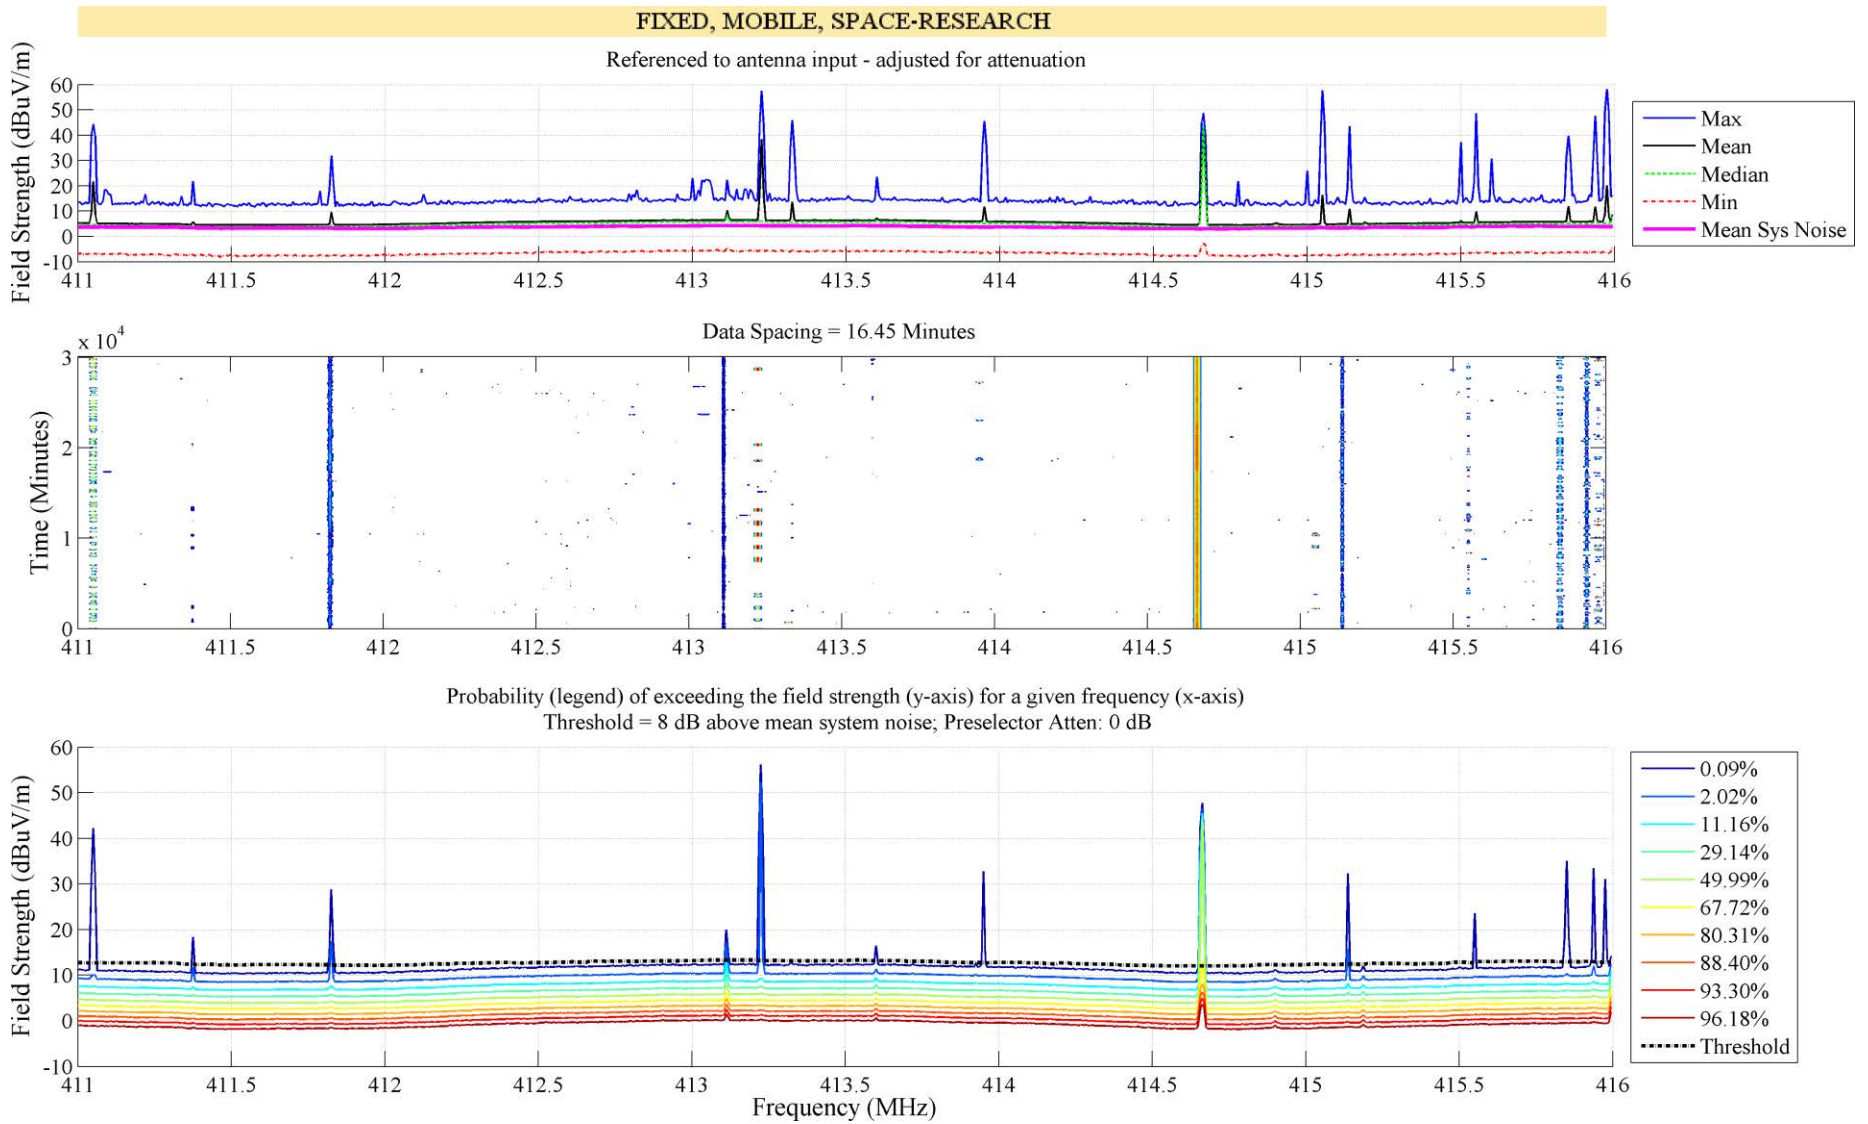 FIXED, MOBILE, SPACE-RESEARCH
Referenced to antenna input - adjusted for attenuation
Field Strength (dBuV/m)
60
50
40
30
20
10
0
-10
411 411.5 412 412.5 413 413.5 414 414.5 415 415.5 416
Max
Mean
Median
Min
Mean Sys Noise
Data Spacing = 16.45 Minutes
x 10^4
Time (Minutes)
3
2
1
0
411 411.5 412 412.5 413 413.5 414 414.5 415 415.5 416
Probability (legend) of exceeding the field strength (y-axis) for a given frequency (x-axis)
Threshold = 8 dB above mean system noise; Preselector Atten: 0 dB
Field Strength (dBuV/m)
60
50
40
30
20
10
0
-10
411 411.5 412 412.5 413 413.5 414 414.5 415 415.5 416
Frequency (MHz)
0.09%
2.02%
11.16%
29.14%
49.99%
67.72%
80.31%
88.40%
93.30%
96.18%
Threshold